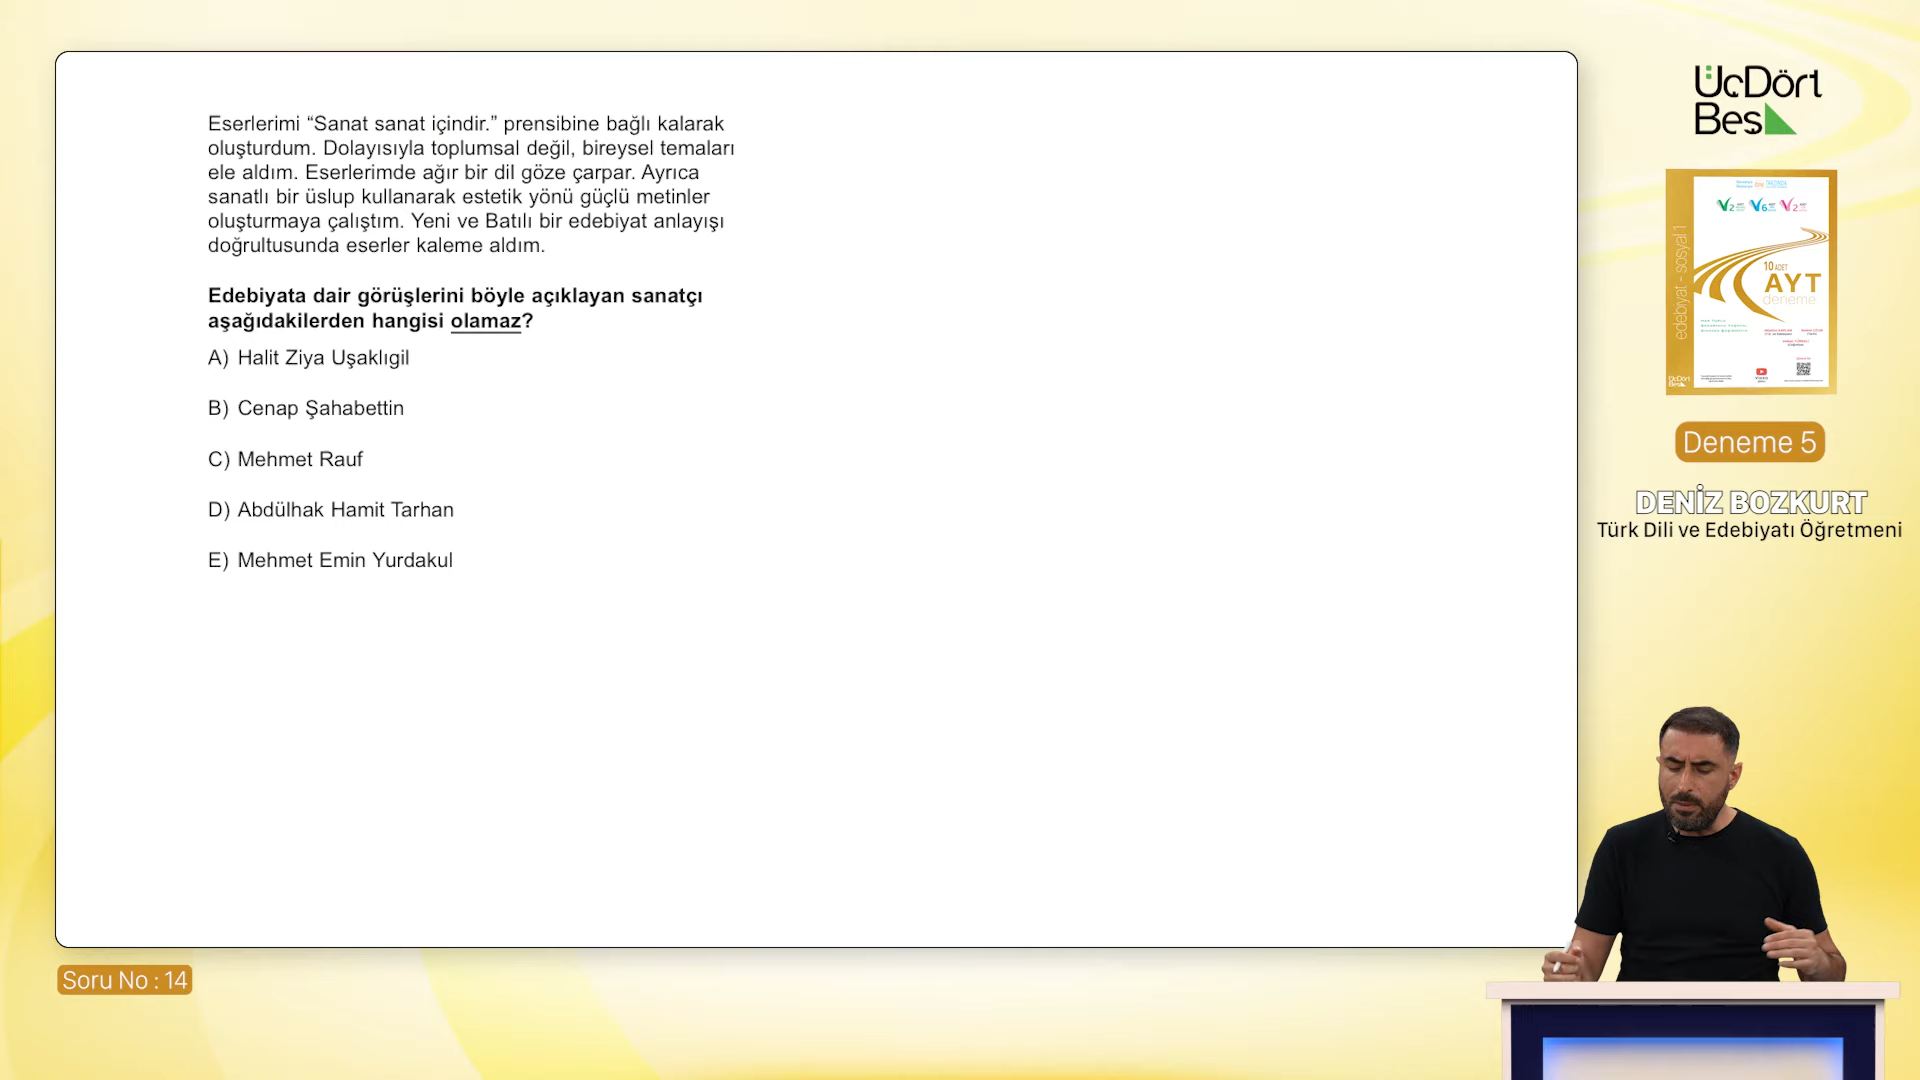 Eserlerimi “Sanat sanat içindir.” prensibine bağlı kalarak
oluşturdum. Dolayısıyla toplumsal değil, bireysel temaları
ele aldım. Eserlerimde ağır bir dil göze çarpar. Ayrıca
sanatlı bir üslup kullanarak estetik yönü güçlü metinler
oluşturmaya çalıştım. Yeni ve Batılı bir edebiyat anlayışı
doğrultusunda eserler kaleme aldım.
Edebiyata dair görüşlerini böyle açıklayan sanatçı
aşağıdakilerden hangisi olamaz?
A) Halit Ziya Uşaklıgil
B) Cenap Şahabettin
C) Mehmet Rauf
D) Abdülhak Hamit Tarhan
E) Mehmet Emin Yurdakul
Soru No : 14
ÜçDört
Beş
edebiyat - sosyal 1
10 ADET
AYT
deneme
Deneme 5
DENİZ BOZKURT
Türk Dili ve Edebiyatı Öğretmeni